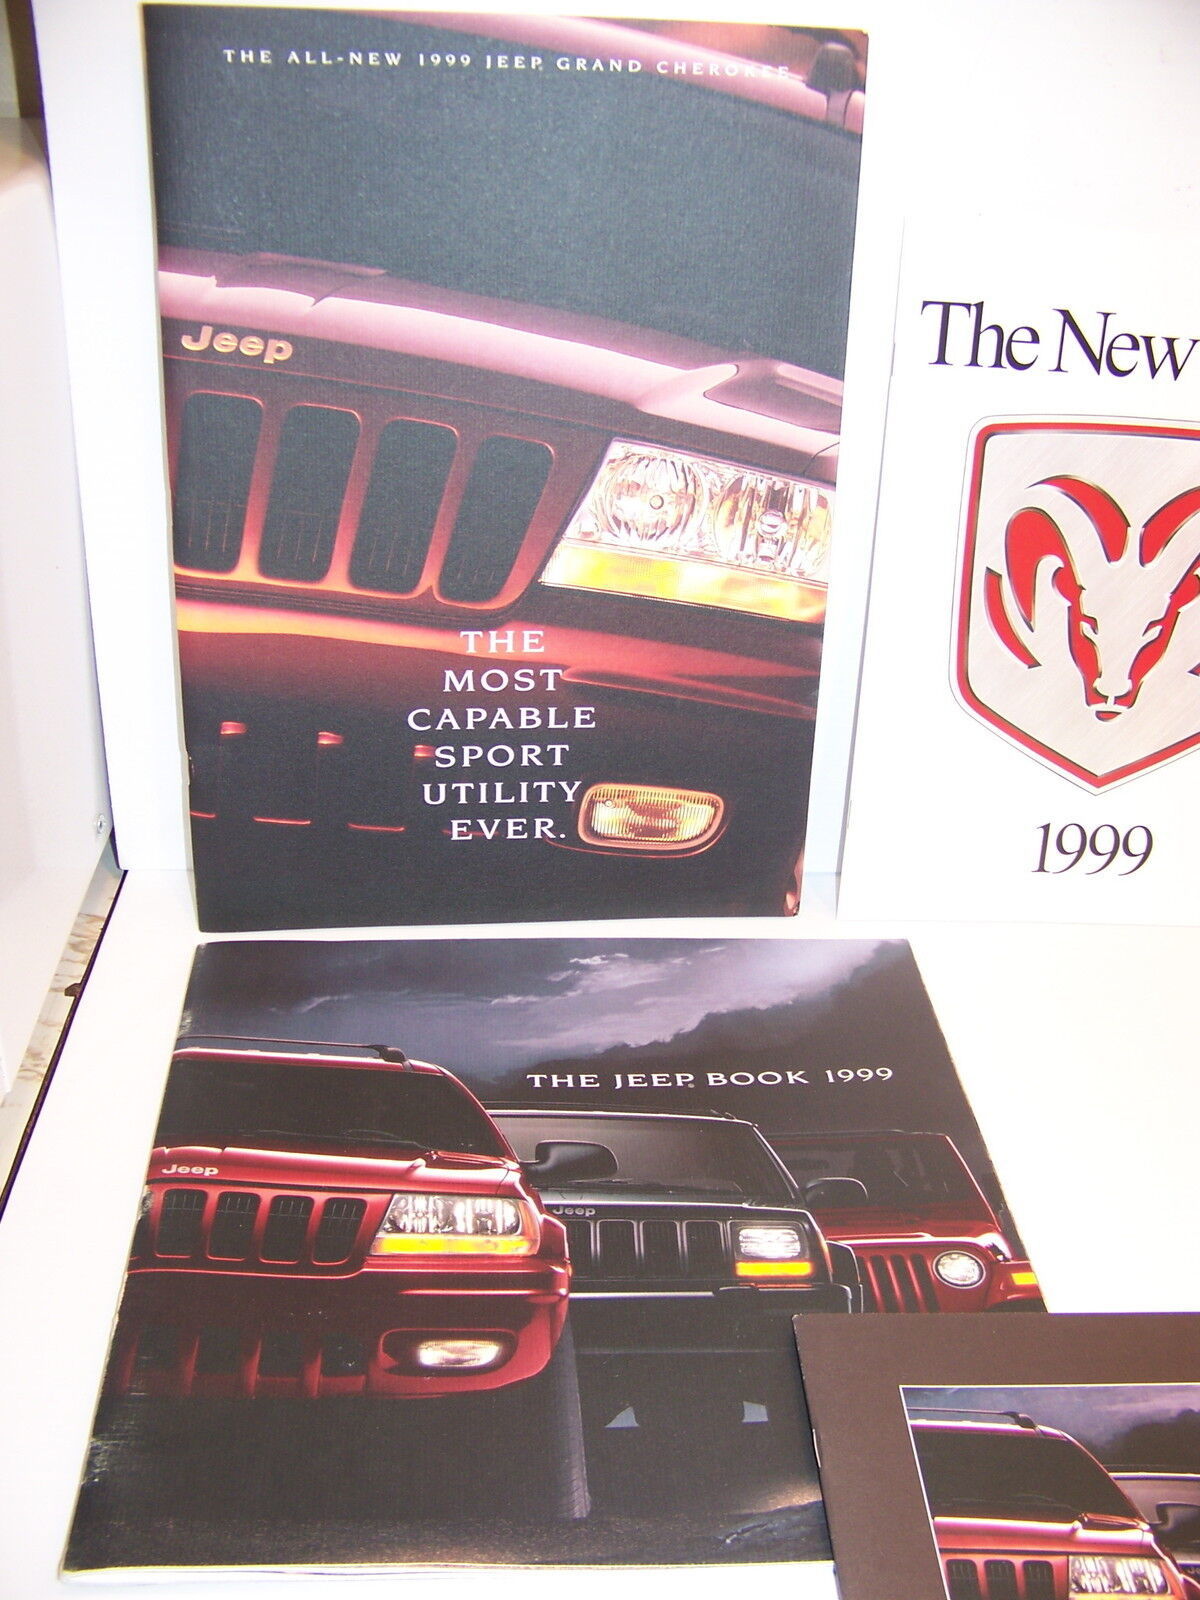 THE ALL-NEW 1999 JEEP® GRAND CHEROKEE
Jeep
THE
MOST
CAPABLE
SPORT
UTILITY
EVER.
The New
1999
THE JEEP® BOOK 1999
Jeep
Jeep